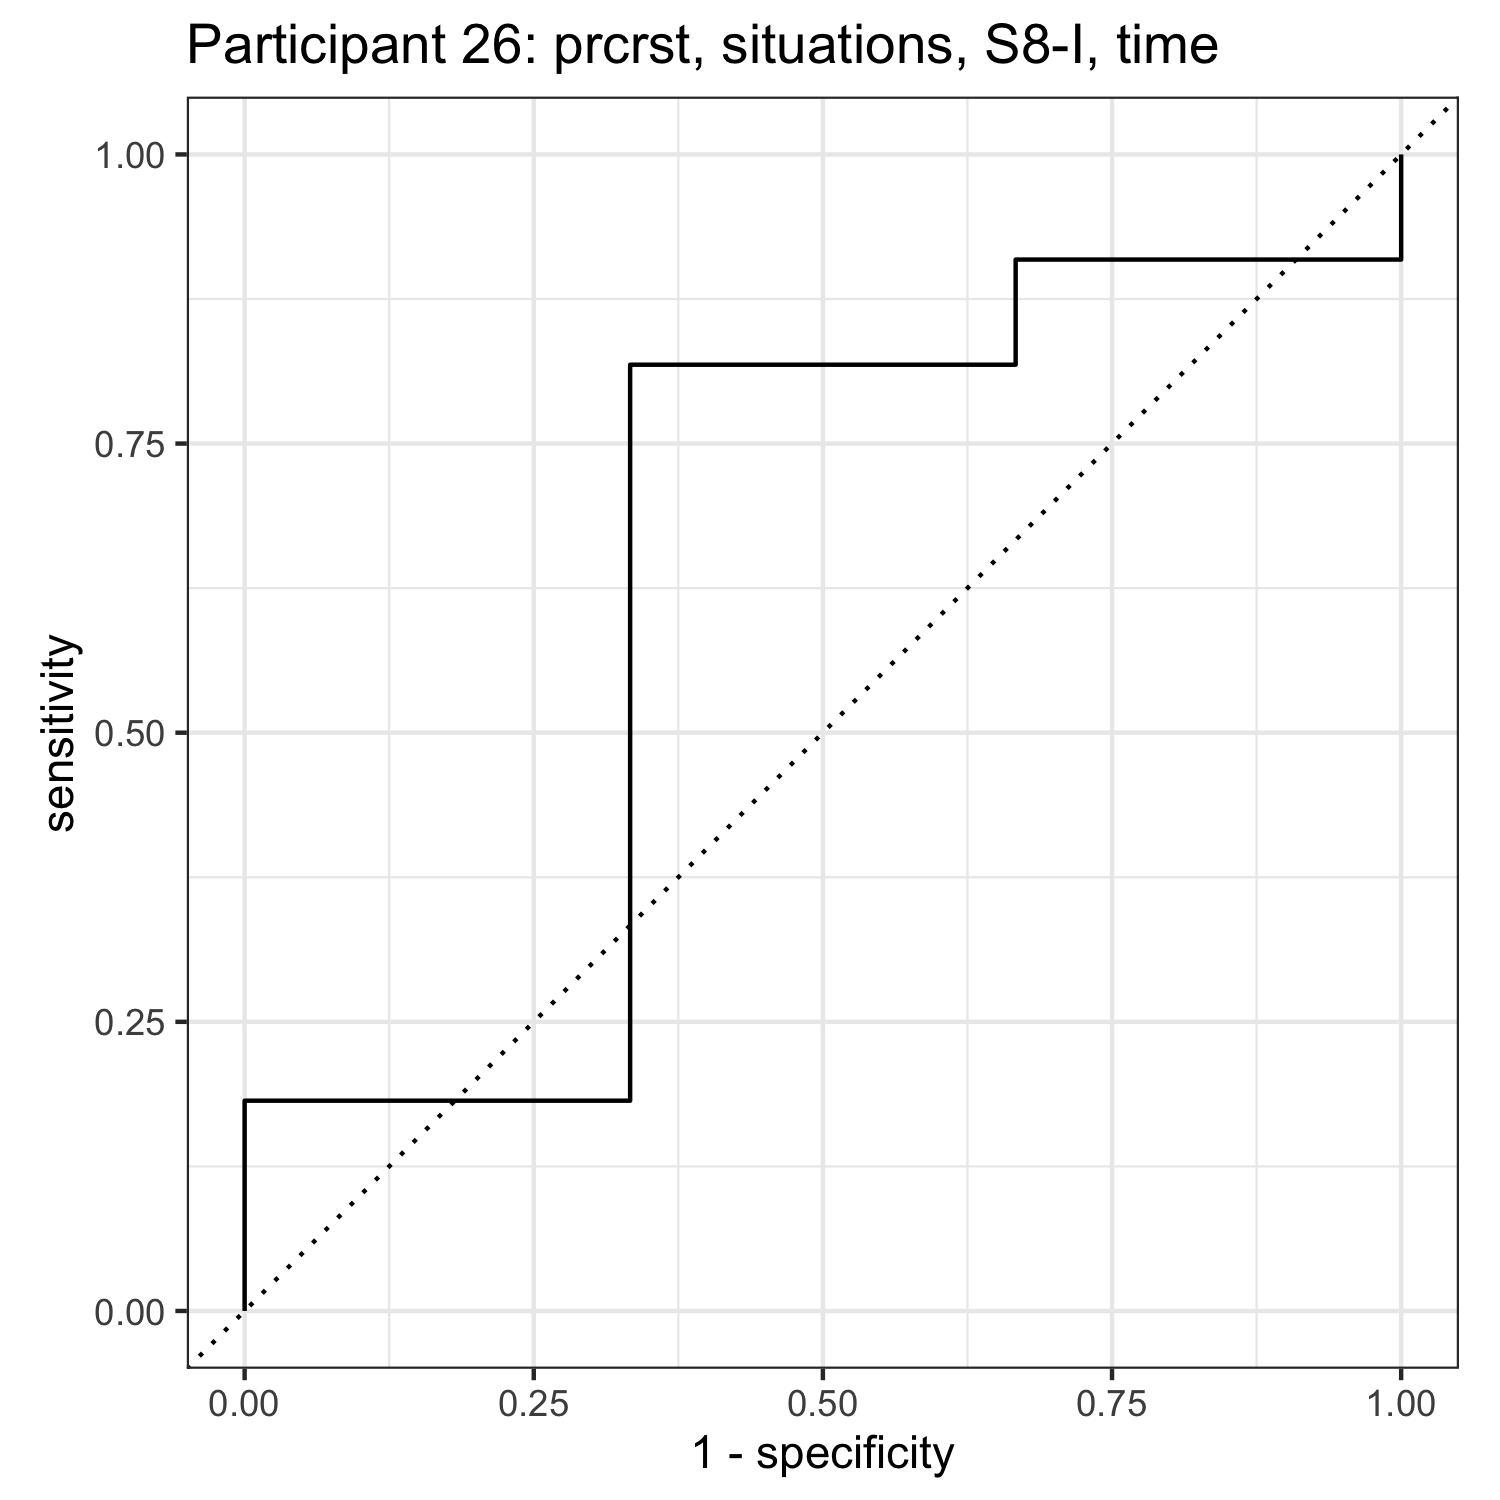 Participant 26: prcrst, situations, S8-I, time
1.00
0.75
0.50
0.25
0.00
sensitivity
0.00 0.25 0.50 0.75 1.00
1 - specificity